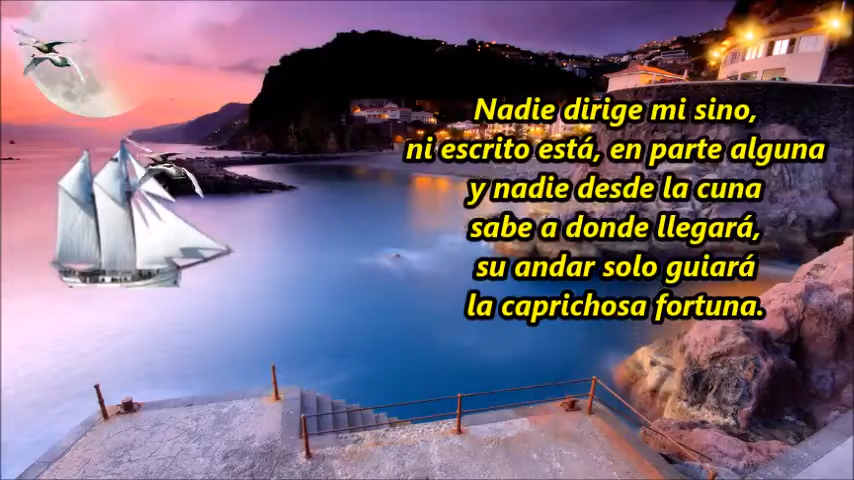 Nadie dirige mi sino,
ni escrito está, en parte alguna
y nadie desde la cuna
sabe a donde llegará,
su andar solo guiará
la caprichosa fortuna.